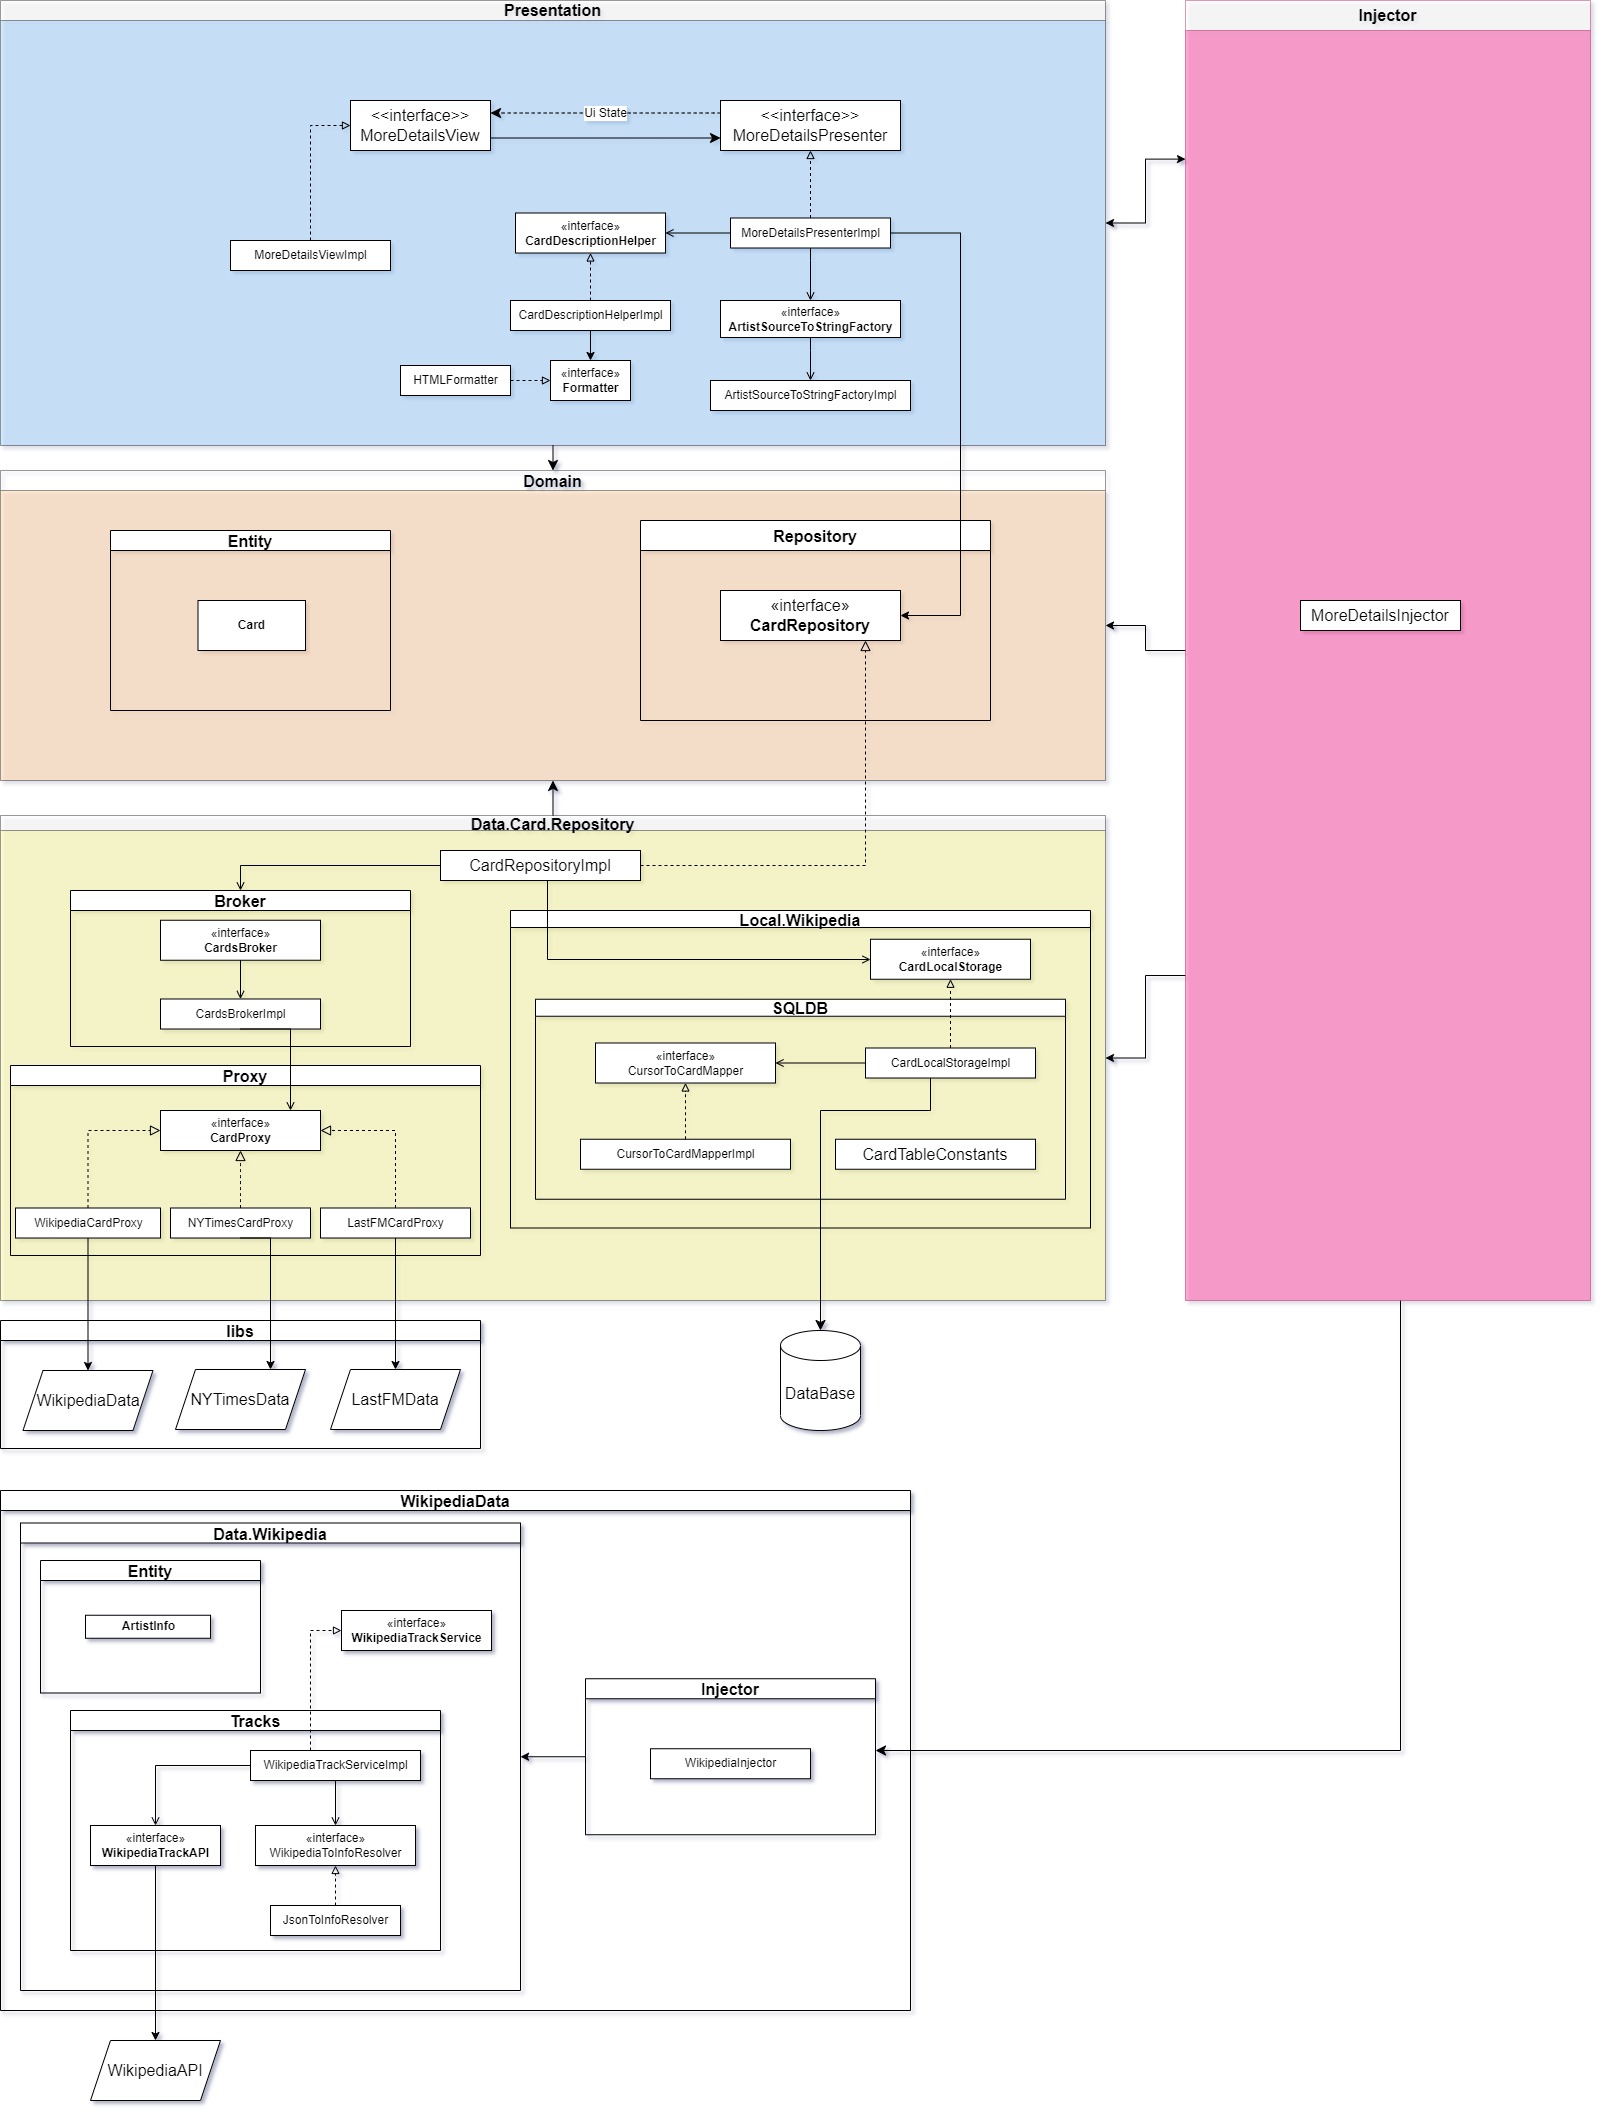 Presentation
Injector
<<interface>>
MoreDetailsView
Ui State
<<interface>>
MoreDetailsPresenter
MoreDetailsViewImpl
«interface»
CardDescriptionHelper
MoreDetailsPresenterImpl
CardDescriptionHelperImpl
«interface»
ArtistSourceToStringFactory
HTMLFormatter
«interface»
Formatter
ArtistSourceToStringFactoryImpl
Domain
Entity
Card
Repository
«interface»
CardRepository
MoreDetailsInjector
Data.Card.Repository
CardRepositoryImpl
Broker
«interface»
CardsBroker
CardsBrokerImpl
Local.Wikipedia
«interface»
CardLocalStorage
SQLDB
«interface»
CursorToCardMapper
CardLocalStorageImpl
CursorToCardMapperImpl
CardTableConstants
Proxy
«interface»
CardProxy
WikipediaCardProxy
NYTimesCardProxy
LastFMCardProxy
libs
WikipediaData
NYTimesData
LastFMData
DataBase
WikipediaData
Data.Wikipedia
Entity
ArtistInfo
«interface»
WikipediaTrackService
Tracks
WikipediaTrackServiceImpl
«interface»
WikipediaTrackAPI
«interface»
WikipediaToInfoResolver
JsonToInfoResolver
Injector
WikipediaInjector
WikipediaAPI